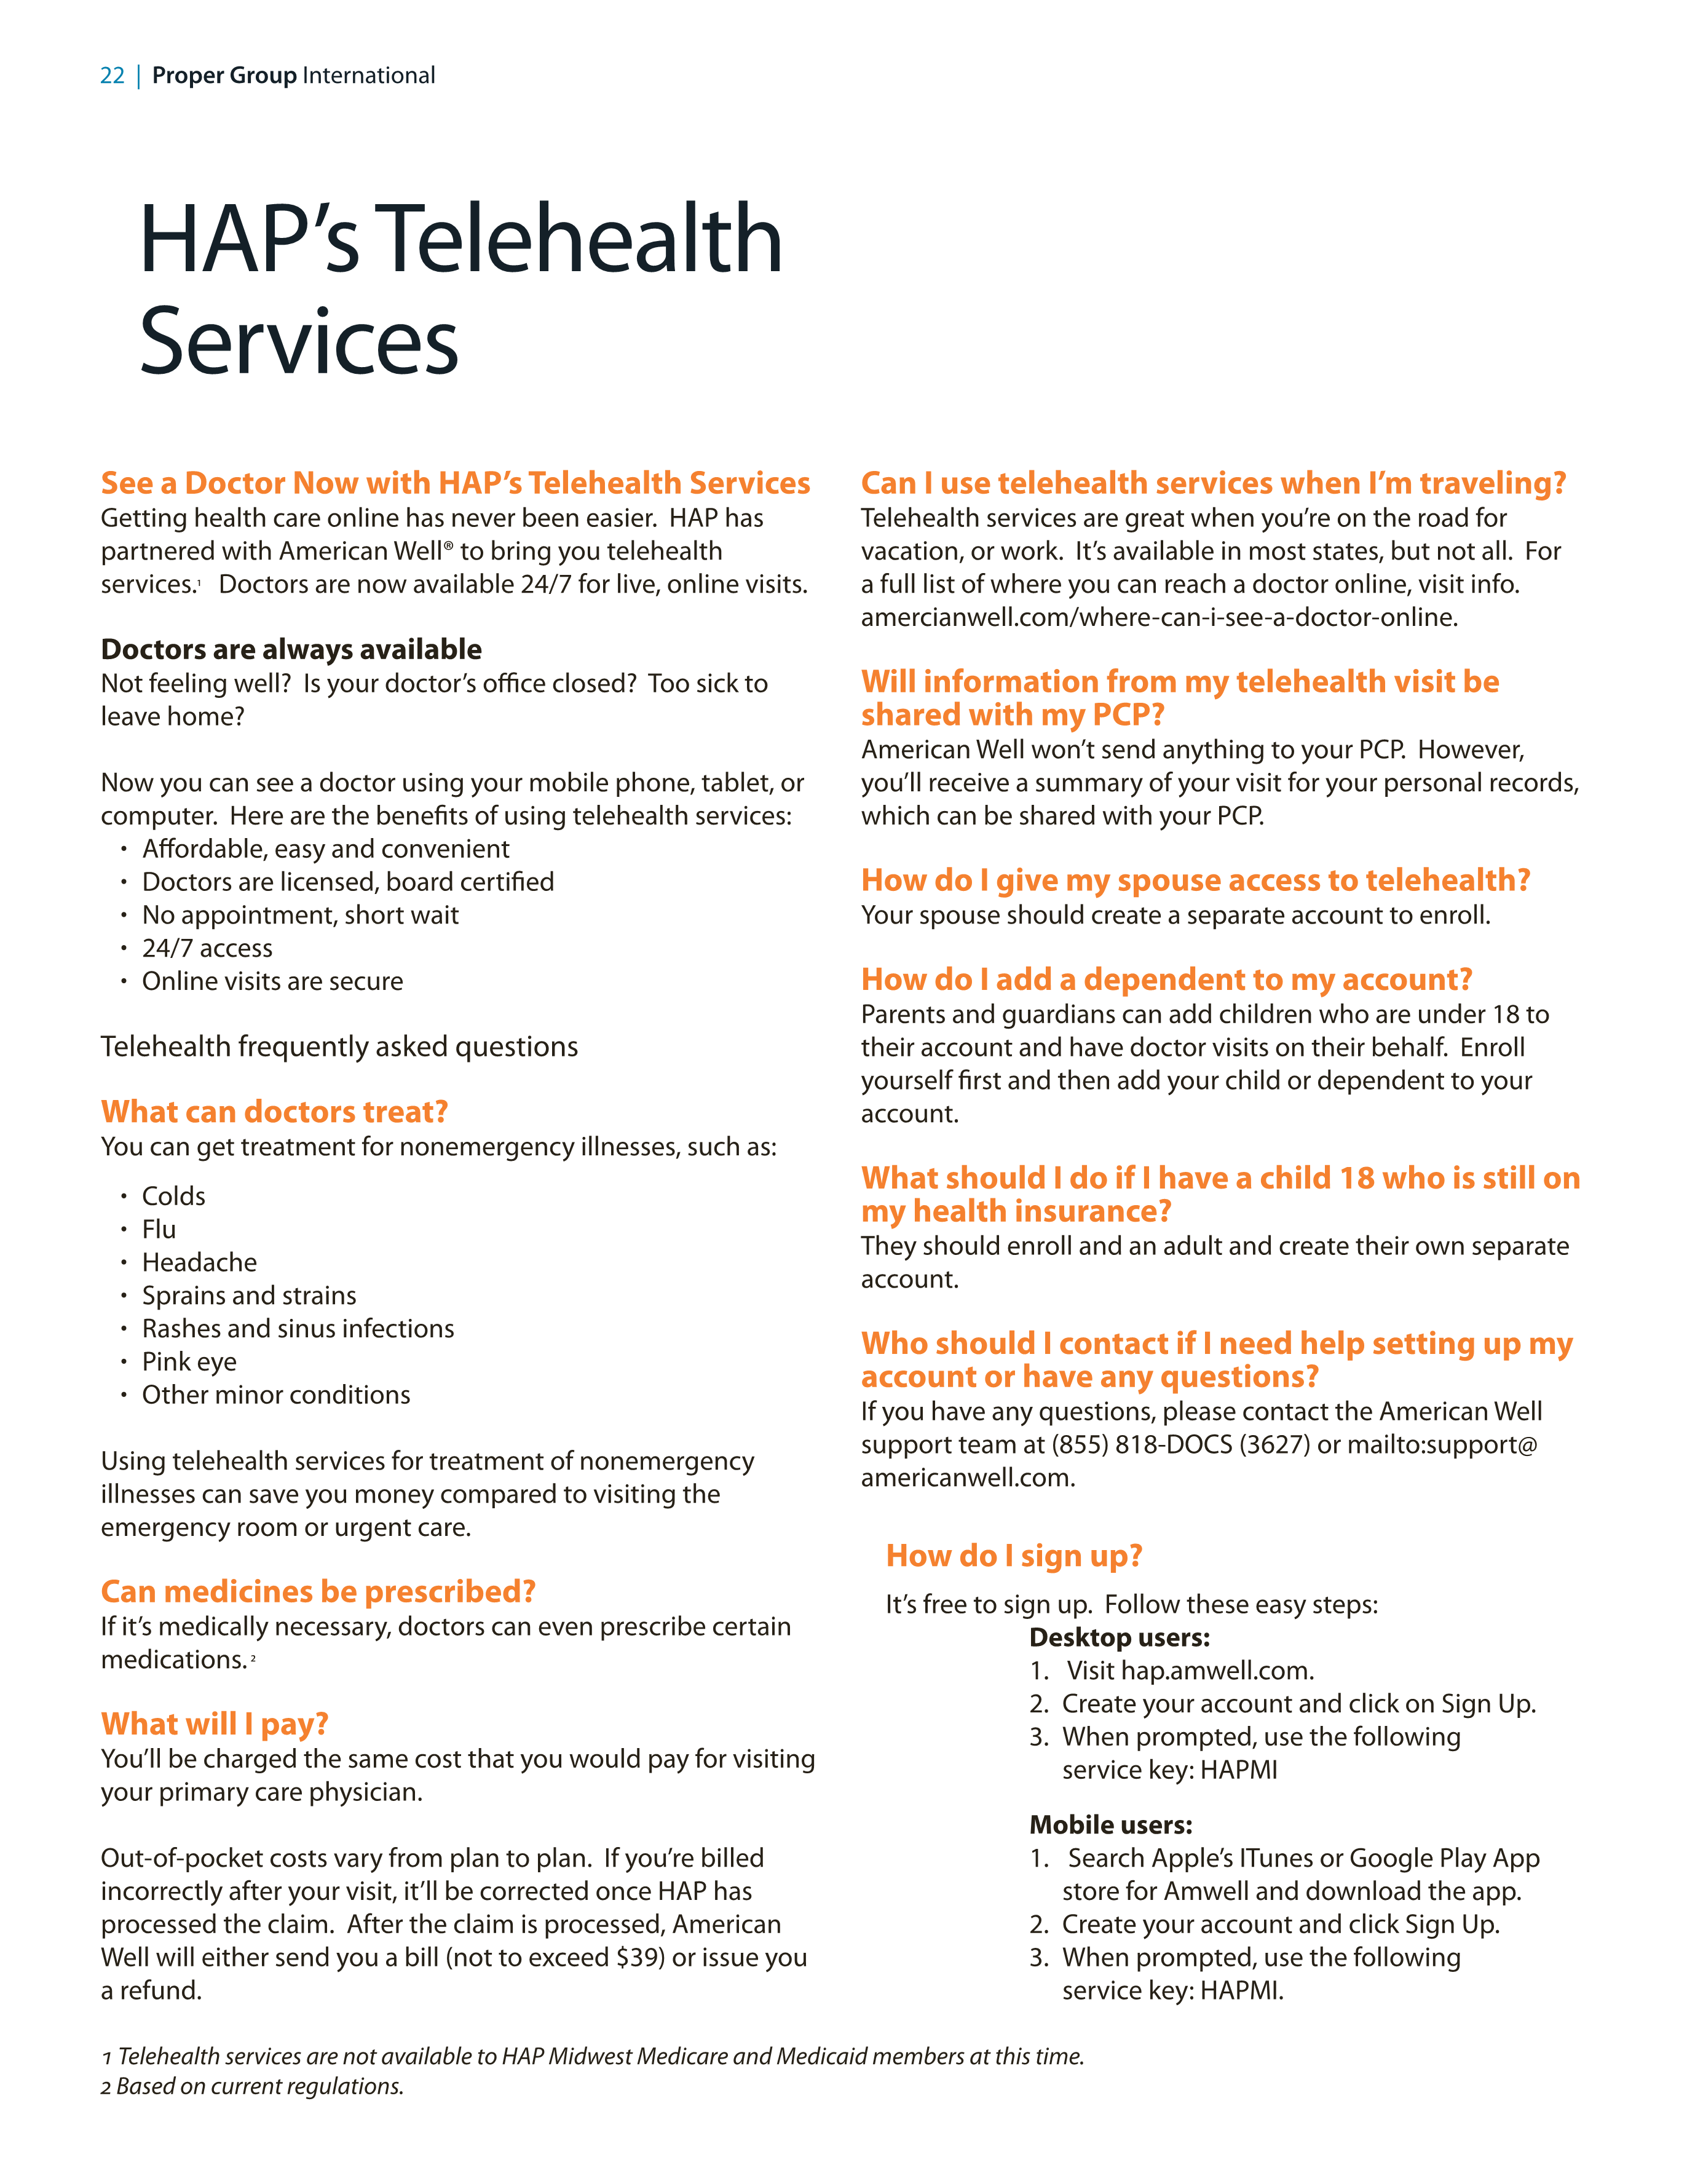 22 | Proper Group International
HAP’s Telehealth
Services
See a Doctor Now with HAP’s Telehealth Services
Getting health care online has never been easier.  HAP has
partnered with American Well® to bring you telehealth
services.¹   Doctors are now available 24/7 for live, online visits.
Doctors are always available
Not feeling well?  Is your doctor’s office closed?  Too sick to
leave home?
Now you can see a doctor using your mobile phone, tablet, or
computer.  Here are the benefits of using telehealth services:
• Affordable, easy and convenient
• Doctors are licensed, board certified
• No appointment, short wait
• 24/7 access
• Online visits are secure
Telehealth frequently asked questions
What can doctors treat?
You can get treatment for nonemergency illnesses, such as:
• Colds
• Flu
• Headache
• Sprains and strains
• Rashes and sinus infections
• Pink eye
• Other minor conditions
Using telehealth services for treatment of nonemergency
illnesses can save you money compared to visiting the
emergency room or urgent care.
Can medicines be prescribed?
If it’s medically necessary, doctors can even prescribe certain
medications. ²
What will I pay?
You’ll be charged the same cost that you would pay for visiting
your primary care physician.
Out-of-pocket costs vary from plan to plan.  If you’re billed
incorrectly after your visit, it’ll be corrected once HAP has
processed the claim.  After the claim is processed, American
Well will either send you a bill (not to exceed $39) or issue you
a refund.
Can I use telehealth services when I’m traveling?
Telehealth services are great when you’re on the road for
vacation, or work.  It’s available in most states, but not all.  For
a full list of where you can reach a doctor online, visit info.
amercianwell.com/where-can-i-see-a-doctor-online.
Will information from my telehealth visit be
shared with my PCP?
American Well won’t send anything to your PCP.  However,
you’ll receive a summary of your visit for your personal records,
which can be shared with your PCP.
How do I give my spouse access to telehealth?
Your spouse should create a separate account to enroll.
How do I add a dependent to my account?
Parents and guardians can add children who are under 18 to
their account and have doctor visits on their behalf.  Enroll
yourself first and then add your child or dependent to your
account.
What should I do if I have a child 18 who is still on
my health insurance?
They should enroll and an adult and create their own separate
account.
Who should I contact if I need help setting up my
account or have any questions?
If you have any questions, please contact the American Well
support team at (855) 818-DOCS (3627) or mailto:support@
americanwell.com.
How do I sign up?
It’s free to sign up.  Follow these easy steps:
Desktop users:
1. Visit hap.amwell.com.
2. Create your account and click on Sign Up.
3. When prompted, use the following
service key: HAPMI
Mobile users:
1. Search Apple’s ITunes or Google Play App
store for Amwell and download the app.
2. Create your account and click Sign Up.
3. When prompted, use the following
service key: HAPMI.
1 Telehealth services are not available to HAP Midwest Medicare and Medicaid members at this time.
2 Based on current regulations.